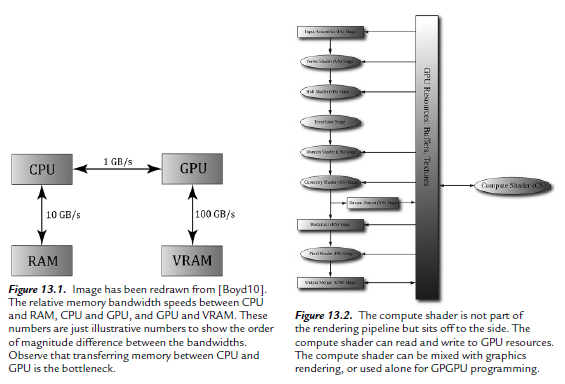 CPU
1 GB/s
GPU
10 GB/s
100 GB/s
RAM
VRAM
Figure 13.1. Image has been redrawn from [Boyd10].
The relative memory bandwidth speeds between CPU
and RAM, CPU and GPU, and GPU and VRAM. These
numbers are just illustrative numbers to show the order
of magnitude difference between the bandwidths.
Observe that transferring memory between CPU and
GPU is the bottleneck.
Input Assembler (IA) Stage
Vertex Shader (VS) Stage
Hull Shader (HS) Stage
Tessellator Stage
Domain Shader (DS) Stage
Geometry Shader (GS) Stage
Stream Output (SO) Stage
Rasterizer (RS) Stage
Pixel Shader (PS) Stage
Output Merger (OM) Stage
GPU Resources: Buffers, Textures
Compute Shader (CS)
Figure 13.2. The compute shader is not part of
the rendering pipeline but sits off to the side. The
compute shader can read and write to GPU resources.
The compute shader can be mixed with graphics
rendering, or used alone for GPGPU programming.